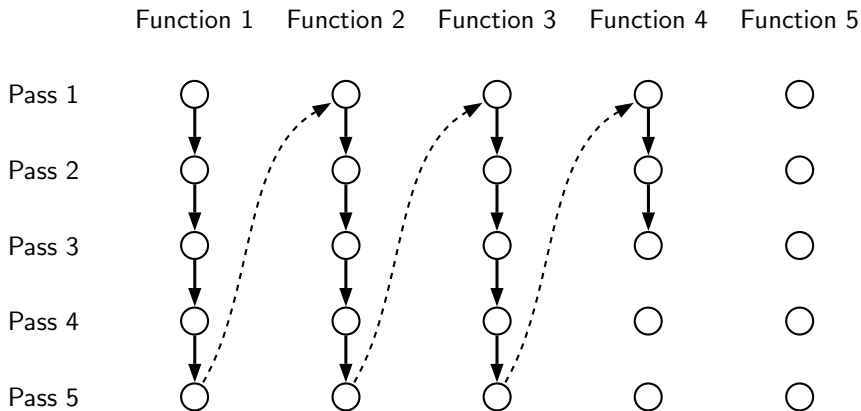 Function 1 Function 2 Function 3 Function 4 Function 5
Pass 1
Pass 2
Pass 3
Pass 4
Pass 5